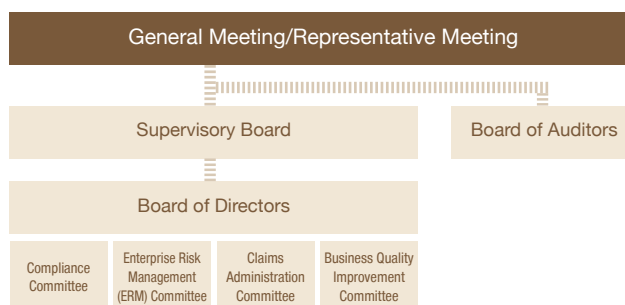 General Meeting/Representative Meeting
Supervisory Board
Board of Auditors
Board of Directors
Compliance
Committee
Enterprise Risk
Management
(ERM) Committee
Claims
Administration
Committee
Business Quality
Improvement
Committee